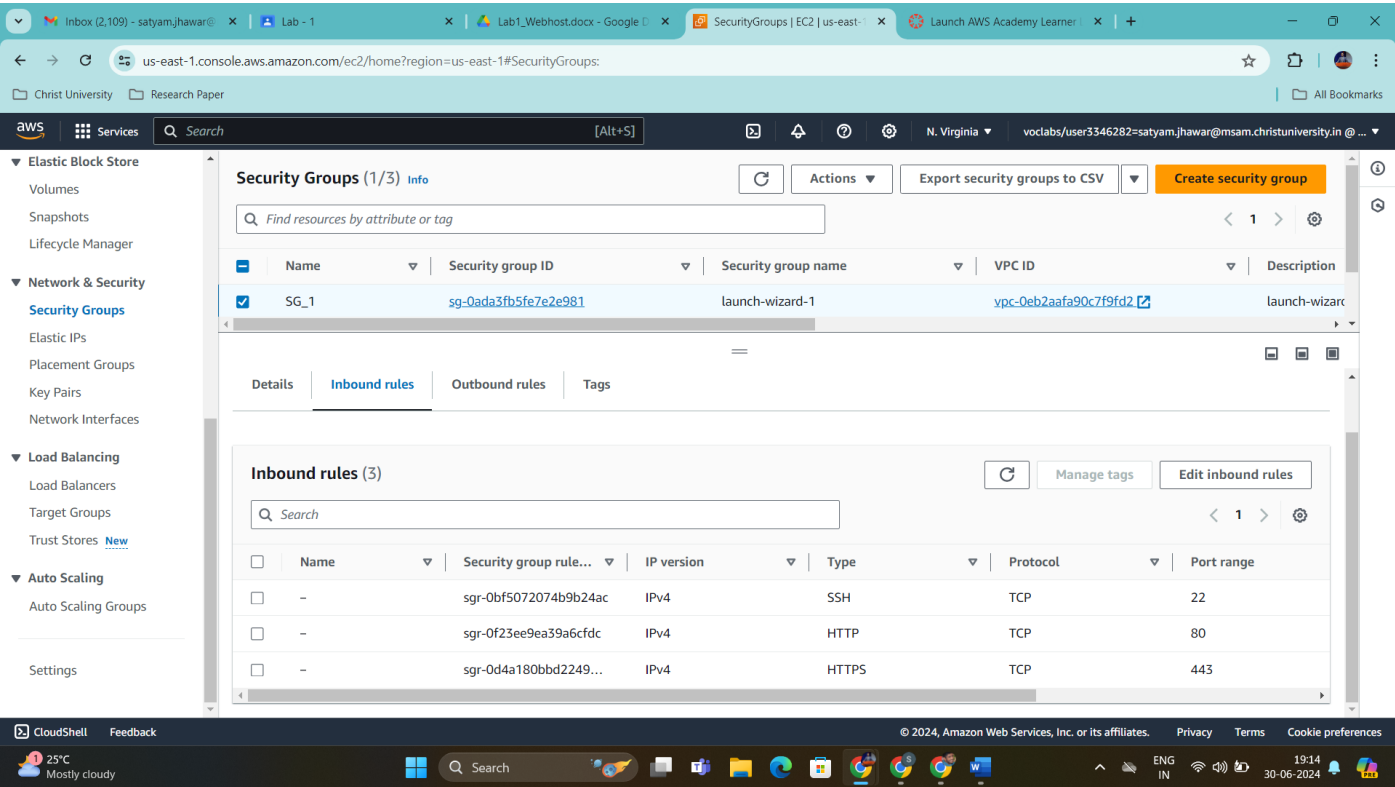 Inbox (2,109) - satyam.jhawar@
Lab - 1
Lab1_Webhost.docx - Google D
SecurityGroups | EC2 | us-east-1
Launch AWS Academy Learner L
us-east-1.console.aws.amazon.com/ec2/home?region=us-east-1#SecurityGroups:
Christ University
Research Paper
All Bookmarks
aws
Services
Search
[Alt+S]
N. Virginia
voclabs/user3346282=satyam.jhawar@msam.christuniversity.in @ ...
Elastic Block Store
Volumes
Snapshots
Lifecycle Manager
Network & Security
Security Groups
Elastic IPs
Placement Groups
Key Pairs
Network Interfaces
Load Balancing
Load Balancers
Target Groups
Trust Stores New
Auto Scaling
Auto Scaling Groups
Settings
Security Groups (1/3) Info
Actions
Export security groups to CSV
Create security group
Find resources by attribute or tag
1
Name Security group ID Security group name VPC ID Description
SG_1 sg-0ada3fb5fe7e2e981 launch-wizard-1 vpc-0eb2aafa90c7f9fd2 launch-wizard
Details Inbound rules Outbound rules Tags
Inbound rules (3)
Manage tags
Edit inbound rules
Search
1
Name Security group rule... IP version Type Protocol Port range
– sgr-0bf5072074b9b24ac IPv4 SSH TCP 22
– sgr-0f23ee9ea39a6cfdc IPv4 HTTP TCP 80
– sgr-0d4a180bbd2249... IPv4 HTTPS TCP 443
CloudShell Feedback
© 2024, Amazon Web Services, Inc. or its affiliates. Privacy Terms Cookie preferences
1
25°C
Mostly cloudy
Search
ENG
IN
19:14
30-06-2024
PRE